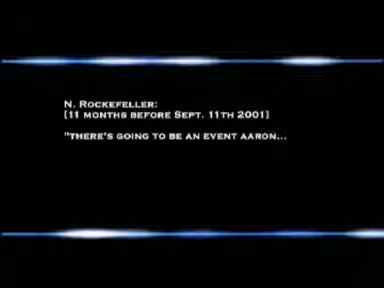 N. Rockefeller:
[11 months before Sept. 11th 2001]
"there's going to be an event Aaron...